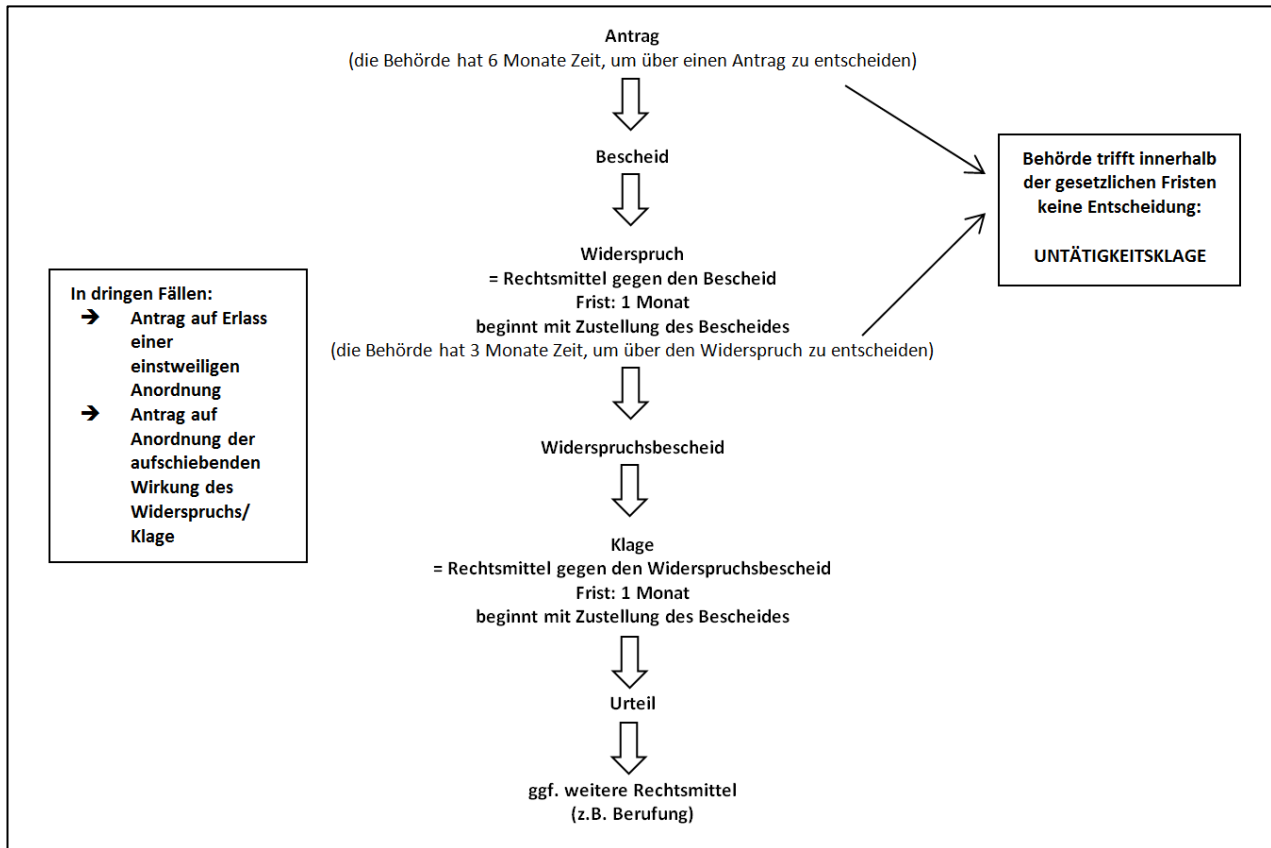 Antrag
(die Behörde hat 6 Monate Zeit, um über einen Antrag zu entscheiden)
Bescheid
Widerspruch
= Rechtsmittel gegen den Bescheid
Frist: 1 Monat
beginnt mit Zustellung des Bescheides
(die Behörde hat 3 Monate Zeit, um über den Widerspruch zu entscheiden)
Widerspruchsbescheid
Klage
= Rechtsmittel gegen den Widerspruchsbescheid
Frist: 1 Monat
beginnt mit Zustellung des Bescheides
Urteil
ggf. weitere Rechtsmittel
(z.B. Berufung)
Behörde trifft innerhalb
der gesetzlichen Fristen
keine Entscheidung:
UNTÄTIGKEITSKLAGE
In dringen Fällen:
➔ Antrag auf Erlass
einer
einstweiligen
Anordnung
➔ Antrag auf
Anordnung der
aufschiebenden
Wirkung des
Widerspruchs/
Klage